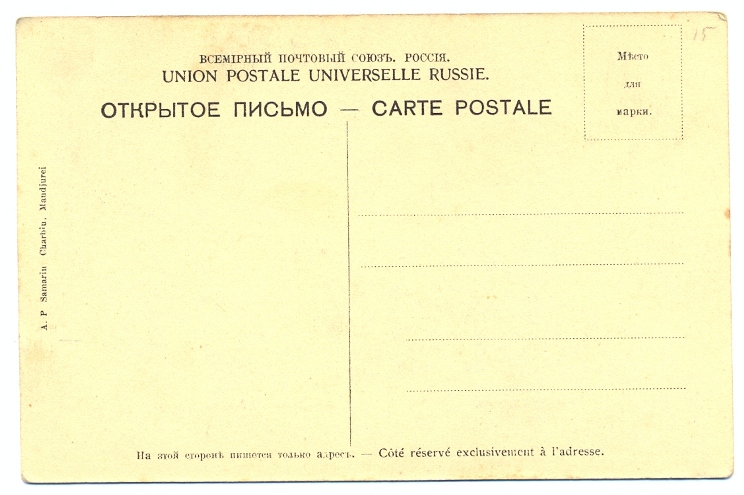 ВСЕМІРНЫЙ ПОЧТОВЫЙ СОЮЗЪ. РОССІЯ.
UNION POSTALE UNIVERSELLE RUSSIE.
ОТКРЫТОЕ ПИСЬМО — CARTE POSTALE
Мѣсто
для
марки.
15
A. P Samarin Charbin. Mandjurei
На этой сторонѣ пишется только адресъ. — Côté réservé exclusivement à l'adresse.